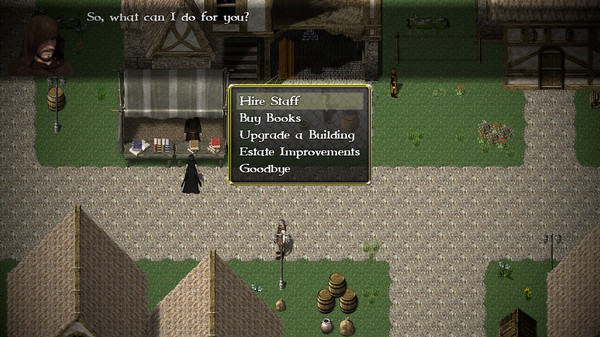 So, what can I do for you?
Hire Staff
Buy Books
Upgrade a Building
Estate Improvements
Goodbye